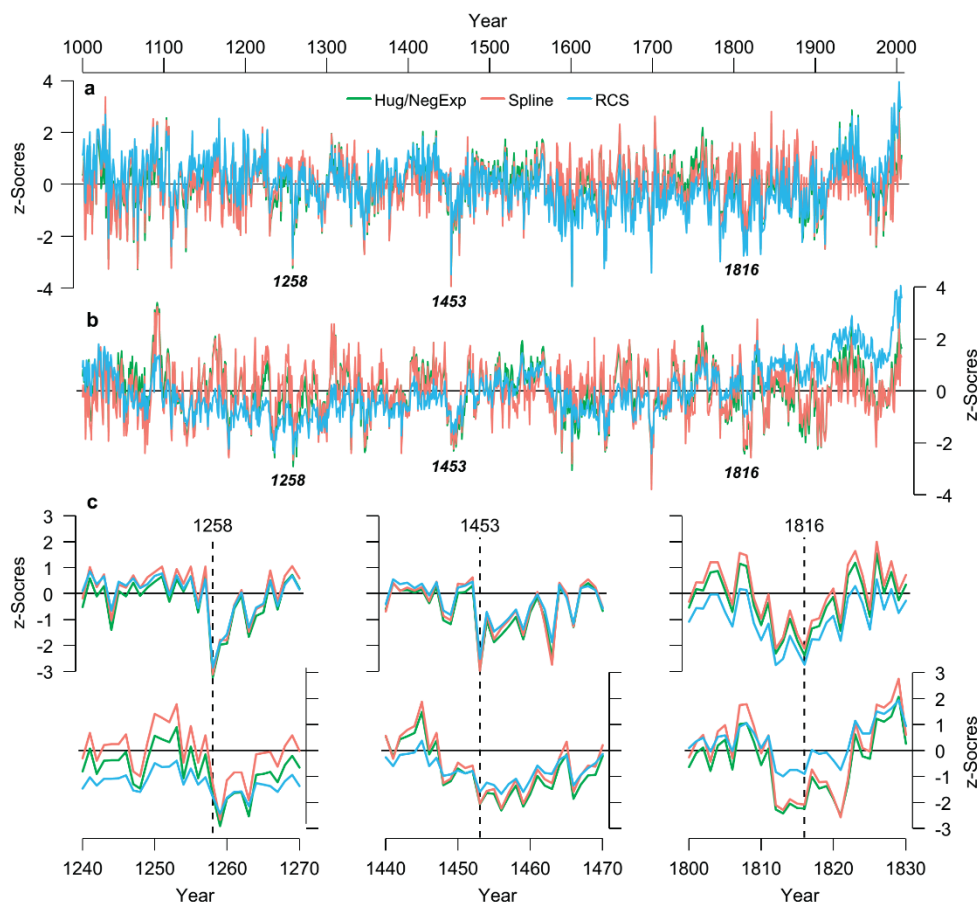 Year
1000 1100 1200 1300 1400 1500 1600 1700 1800 1900 2000
a
Hug/NegExp Spline RCS
4
2
0
-2
-4
z-Socres
1258
1453
1816
b
4
2
0
-2
-4
z-Socres
1258
1453
1816
c
1258
1453
1816
3
2
1
0
-1
-2
-3
z-Socres
3
2
1
0
-1
-2
-3
z-Socres
1240 1250 1260 1270
1440 1450 1460 1470
1800 1810 1820 1830
Year Year Year